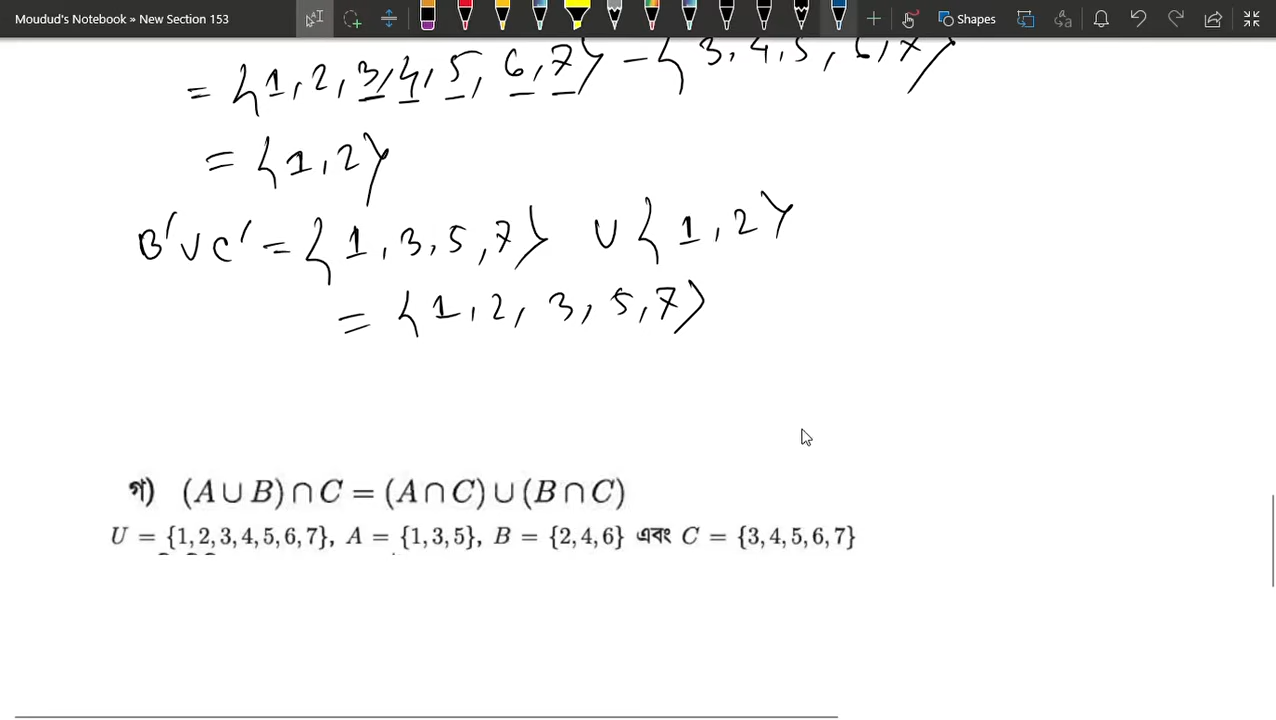 Moudud's Notebook » New Section 153
Shapes
= {1, 2, 3, 4, 5, 6, 7} - {3, 4, 5, 6, 7}
= {1, 2}
B' ∪ C' = {1, 3, 5, 7} ∪ {1, 2}
= {1, 2, 3, 5, 7}
গ) (A ∪ B) ∩ C = (A ∩ C) ∪ (B ∩ C)
U = {1, 2, 3, 4, 5, 6, 7}, A = {1, 3, 5}, B = {2, 4, 6} এবং C = {3, 4, 5, 6, 7}